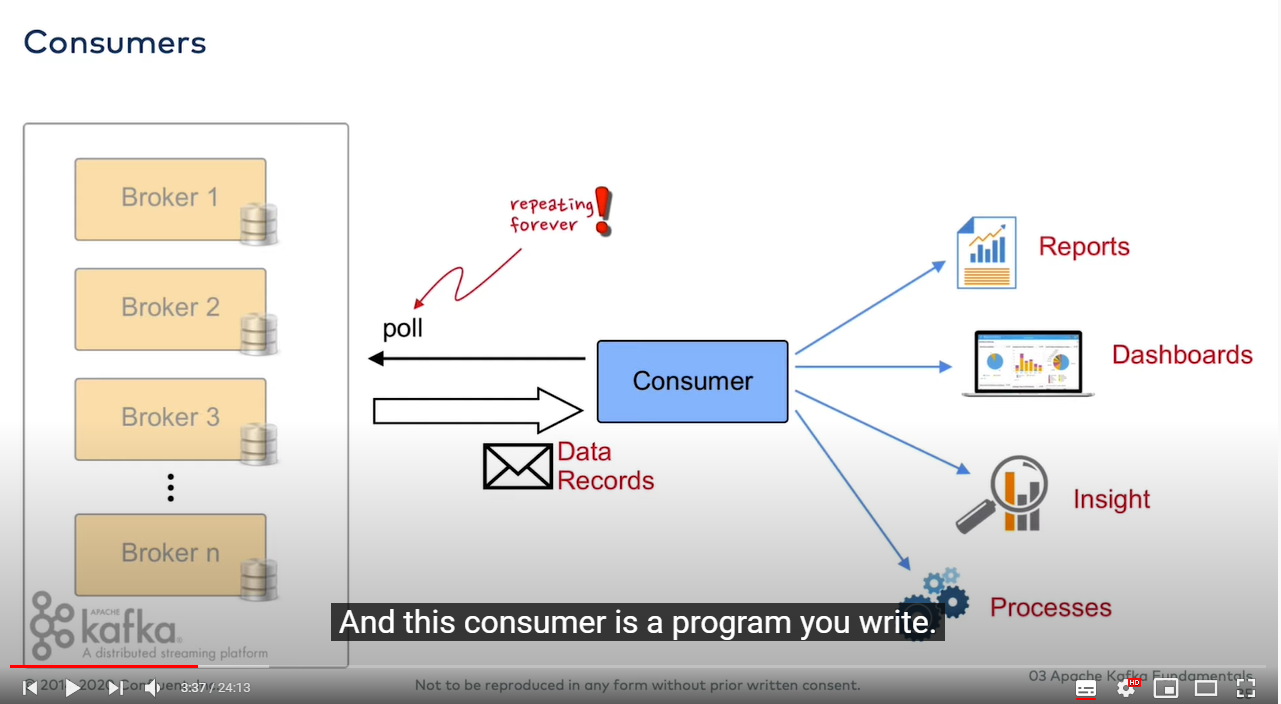 Consumers
Broker 1
Broker 2
Broker 3
Broker n
APACHE
kafka®
A distributed streaming platform
repeating
forever
poll
Consumer
Data
Records
Reports
Dashboards
Insight
Processes
And this consumer is a program you write.
3:37 / 24:13
HD
Not to be reproduced in any form without prior written consent.
03 Apache Kafka Fundamentals